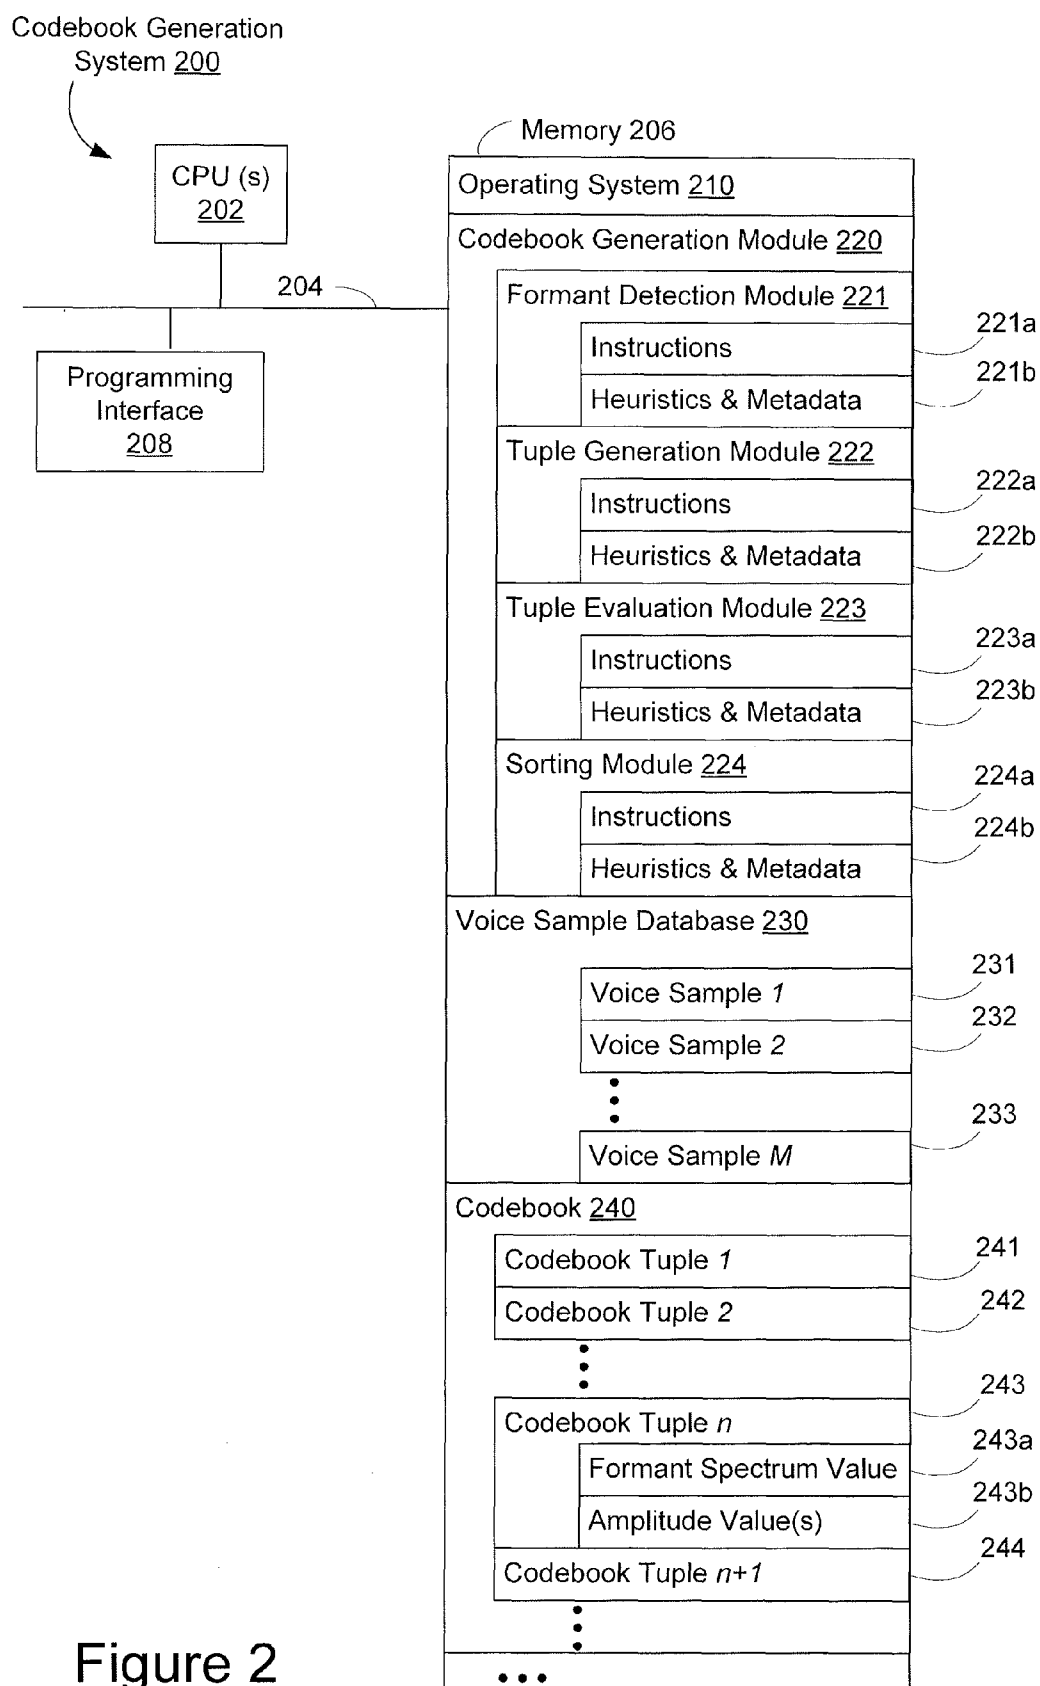 Codebook Generation
System 200
Memory 206
CPU (s)
202
Operating System 210
Codebook Generation Module 220
204
Formant Detection Module 221
221a
Instructions
221b
Heuristics & Metadata
Programming
Interface
208
Tuple Generation Module 222
222a
Instructions
222b
Heuristics & Metadata
Tuple Evaluation Module 223
223a
Instructions
223b
Heuristics & Metadata
Sorting Module 224
224a
Instructions
224b
Heuristics & Metadata
Voice Sample Database 230
231
Voice Sample 1
232
Voice Sample 2
233
Voice Sample M
Codebook 240
241
Codebook Tuple 1
242
Codebook Tuple 2
243
Codebook Tuple n
243a
Formant Spectrum Value
243b
Amplitude Value(s)
244
Codebook Tuple n+1
Figure 2